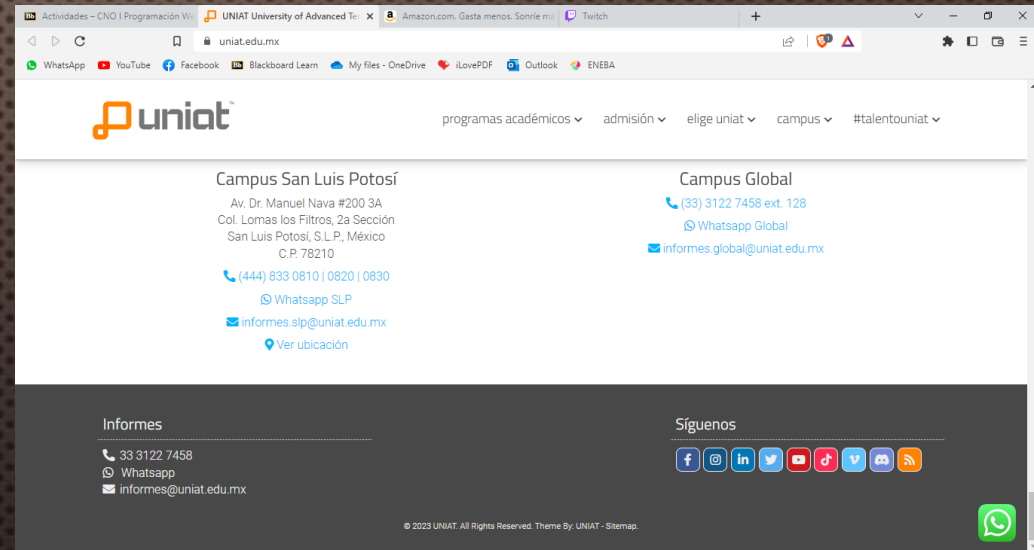 Actividades – CNO I Programación We
UNIAT University of Advanced Tec
Amazon.com. Gasta menos. Sonríe má
Twitch
uniat.edu.mx
WhatsApp
YouTube
Facebook
Bb Blackboard Learn
My files - OneDrive
iLovePDF
Outlook
ENEBA
uniat™
programas académicos
admisión
elige uniat
campus
#talentouniat
Campus San Luis Potosí
Av. Dr. Manuel Nava #200 3A
Col. Lomas los Filtros, 2a Sección
San Luis Potosí, S.L.P., México
C.P. 78210
(444) 833 0810 | 0820 | 0830
Whatsapp SLP
informes.slp@uniat.edu.mx
Ver ubicación
Campus Global
(33) 3122 7458 ext. 128
Whatsapp Global
informes.global@uniat.edu.mx
Informes
33 3122 7458
Whatsapp
informes@uniat.edu.mx
Síguenos
© 2023 UNIAT. All Rights Reserved. Theme By: UNIAT - Sitemap.